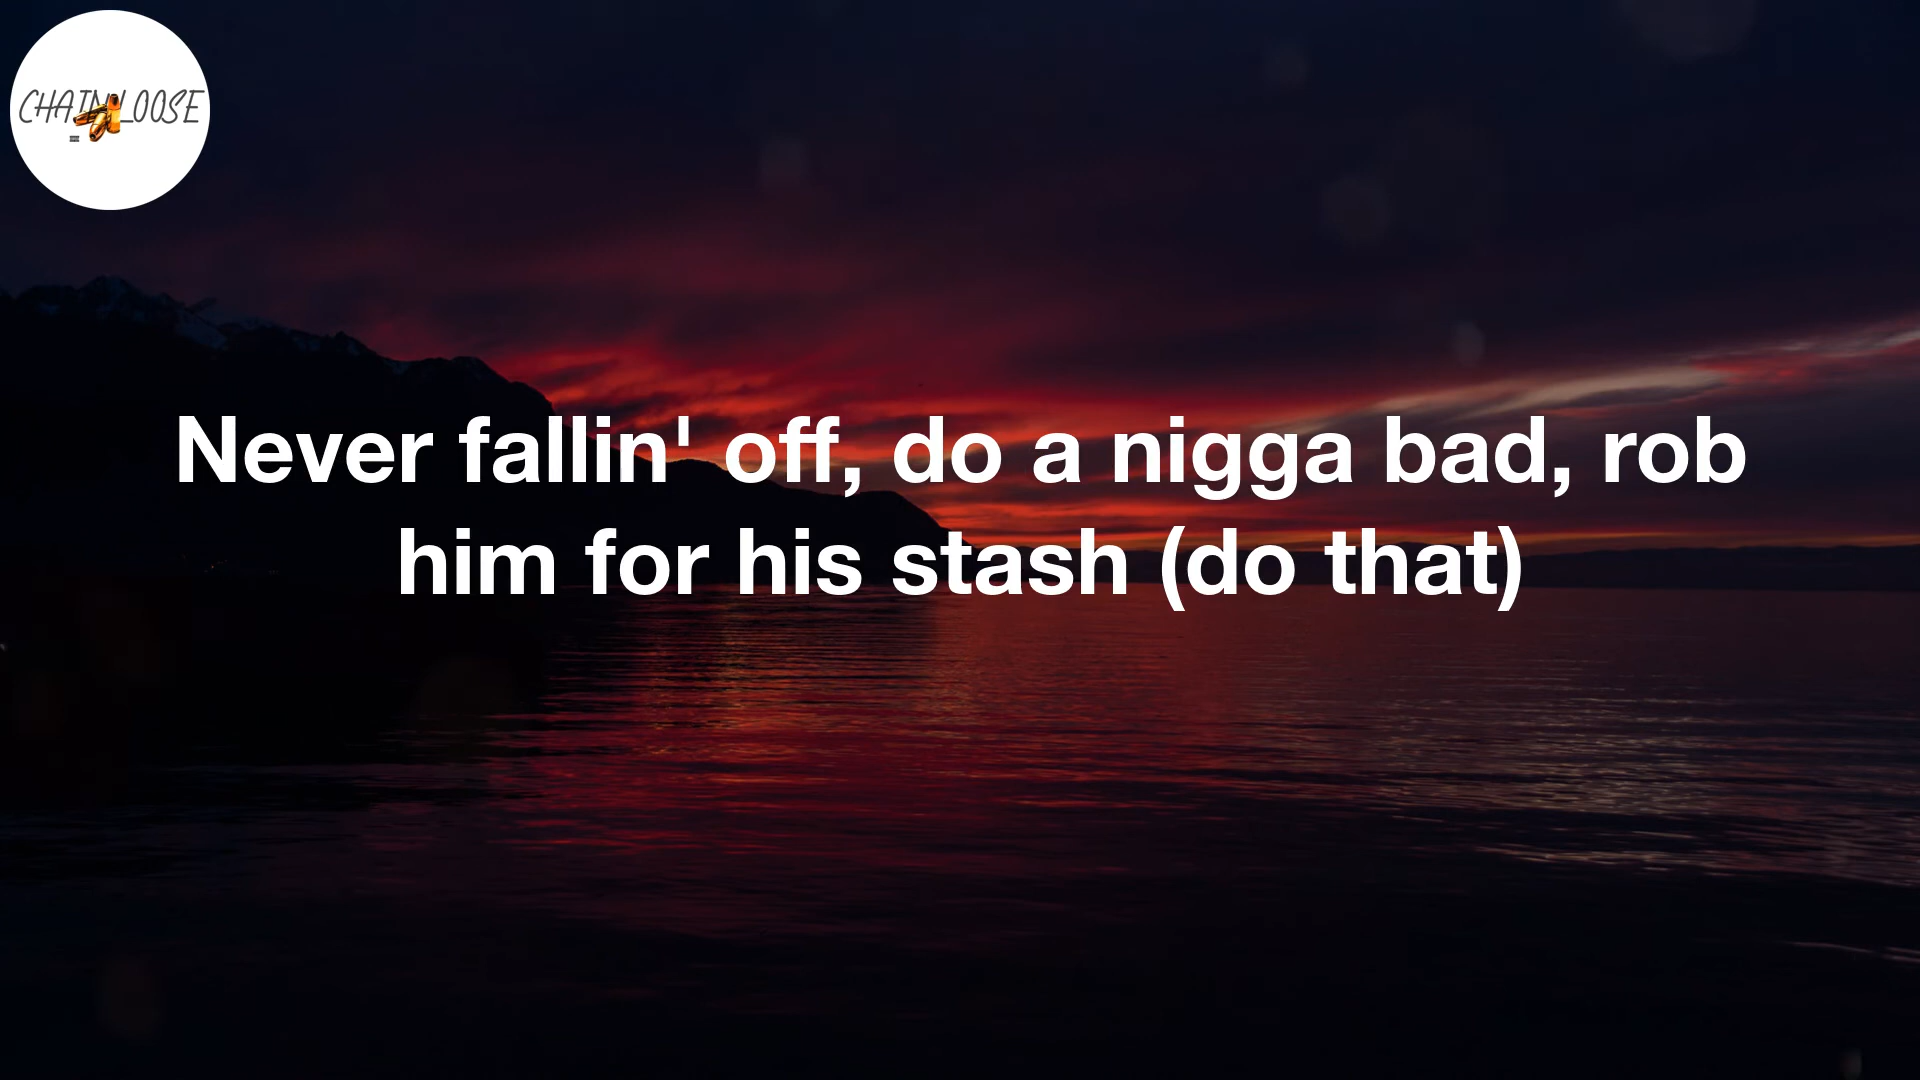 CHAIN LOOSE
Never fallin' off, do a nigga bad, rob
him for his stash (do that)